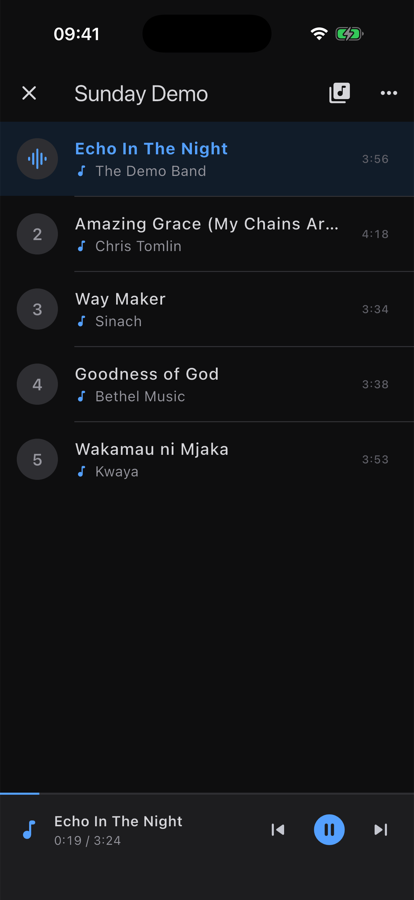 09:41
Sunday Demo
Echo In The Night
The Demo Band
3:56
2
Amazing Grace (My Chains Ar...
Chris Tomlin
4:18
3
Way Maker
Sinach
3:34
4
Goodness of God
Bethel Music
3:38
5
Wakamau ni Mjaka
Kwaya
3:53
Echo In The Night
0:19 / 3:24